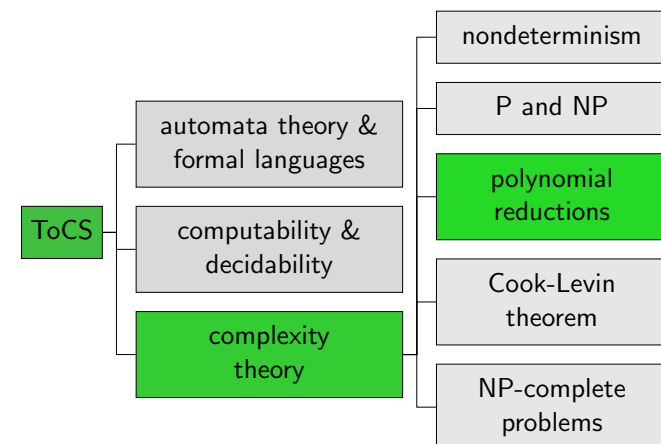 ToCS
automata theory &
formal languages
computability &
decidability
complexity
theory
nondeterminism
P and NP
polynomial
reductions
Cook-Levin
theorem
NP-complete
problems